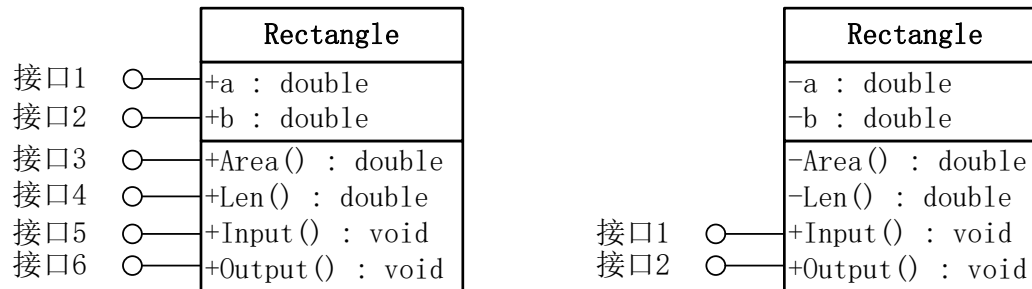 Rectangle
接口1 +a : double
接口2 +b : double
接口3 +Area() : double
接口4 +Len() : double
接口5 +Input() : void
接口6 +Output() : void
Rectangle
-a : double
-b : double
-Area() : double
-Len() : double
接口1 +Input() : void
接口2 +Output() : void